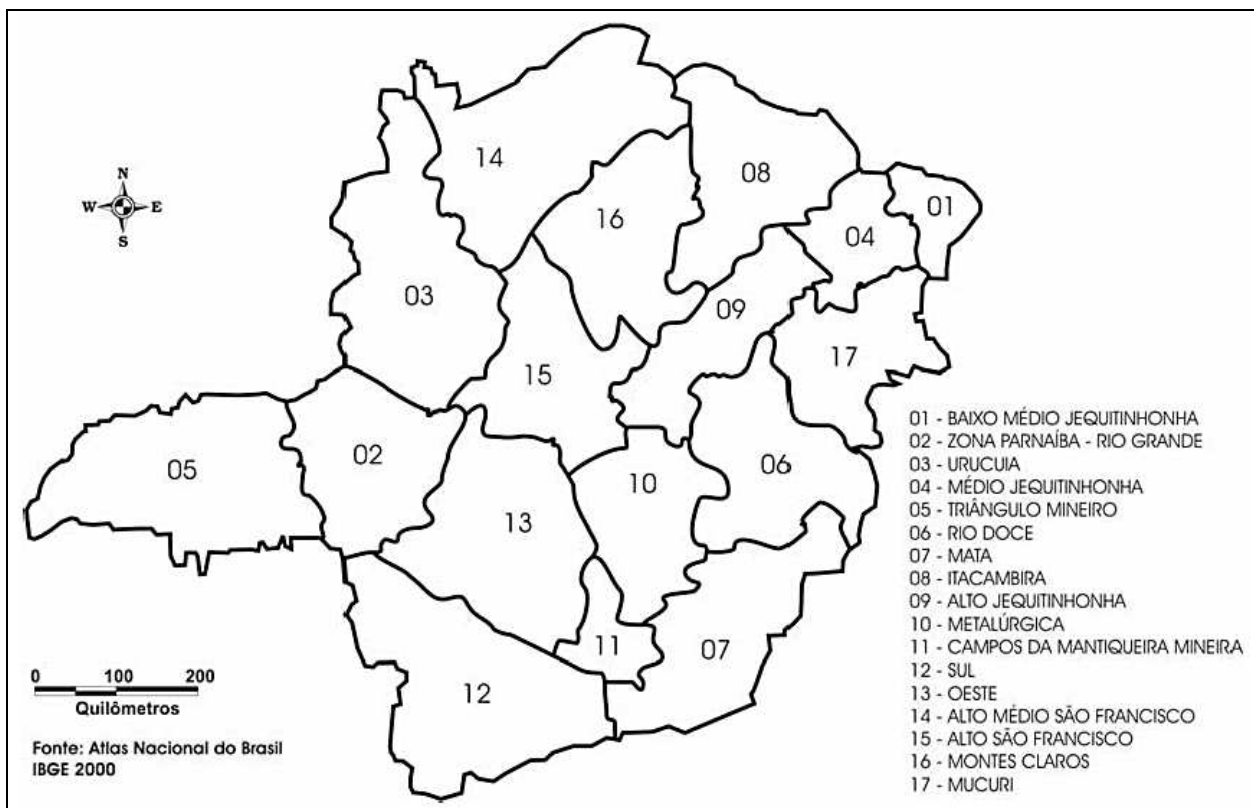 14
08
16
01
04
03
09
17
15
05
02
06
10
13
11
07
12
N
W E
S
01 - BAIXO MÉDIO JEQUITINHONHA
02 - ZONA PARNAÍBA - RIO GRANDE
03 - URUCUIA
04 - MÉDIO JEQUITINHONHA
05 - TRIÂNGULO MINEIRO
06 - RIO DOCE
07 - MATA
08 - ITACAMBIRA
09 - ALTO JEQUITINHONHA
10 - METALÚRGICA
11 - CAMPOS DA MANTIQUEIRA MINEIRA
12 - SUL
13 - OESTE
14 - ALTO MÉDIO SÃO FRANCISCO
15 - ALTO SÃO FRANCISCO
16 - MONTES CLAROS
17 - MUCURI
0 100 200
Quilômetros
Fonte: Atlas Nacional do Brasil
IBGE 2000